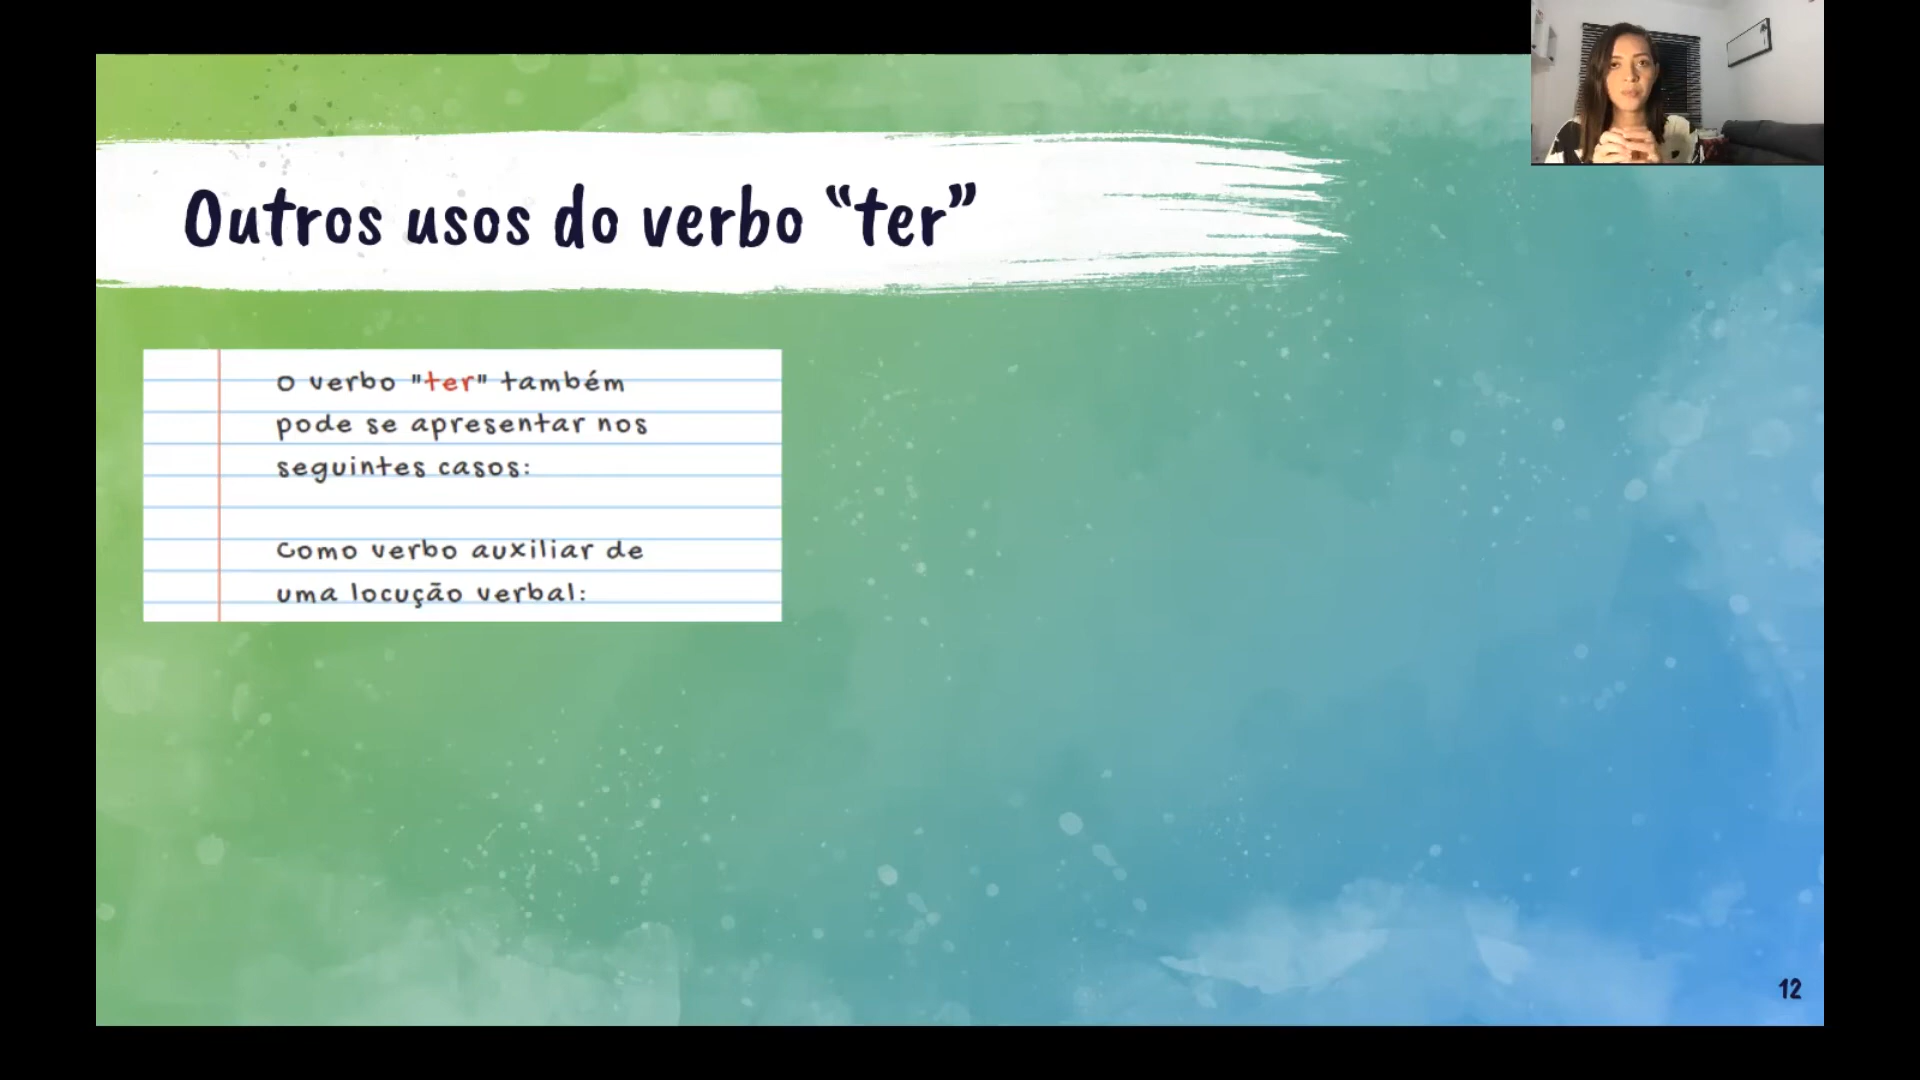 Outros usos do verbo “ter”
O verbo "ter" também
pode se apresentar nos
seguintes casos:
Como verbo auxiliar de
uma locução verbal:
12